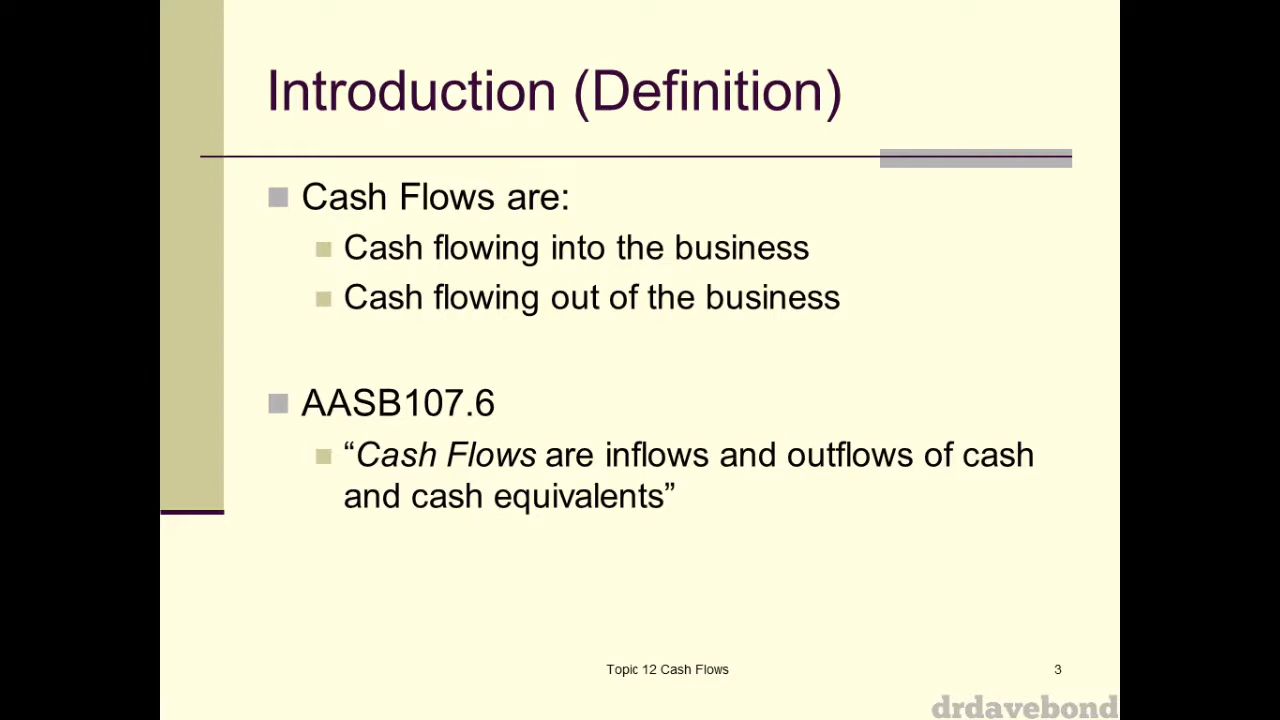 Introduction (Definition)
Cash Flows are:
Cash flowing into the business
Cash flowing out of the business
AASB107.6
“Cash Flows are inflows and outflows of cash
and cash equivalents”
Topic 12 Cash Flows
3
drdavebond